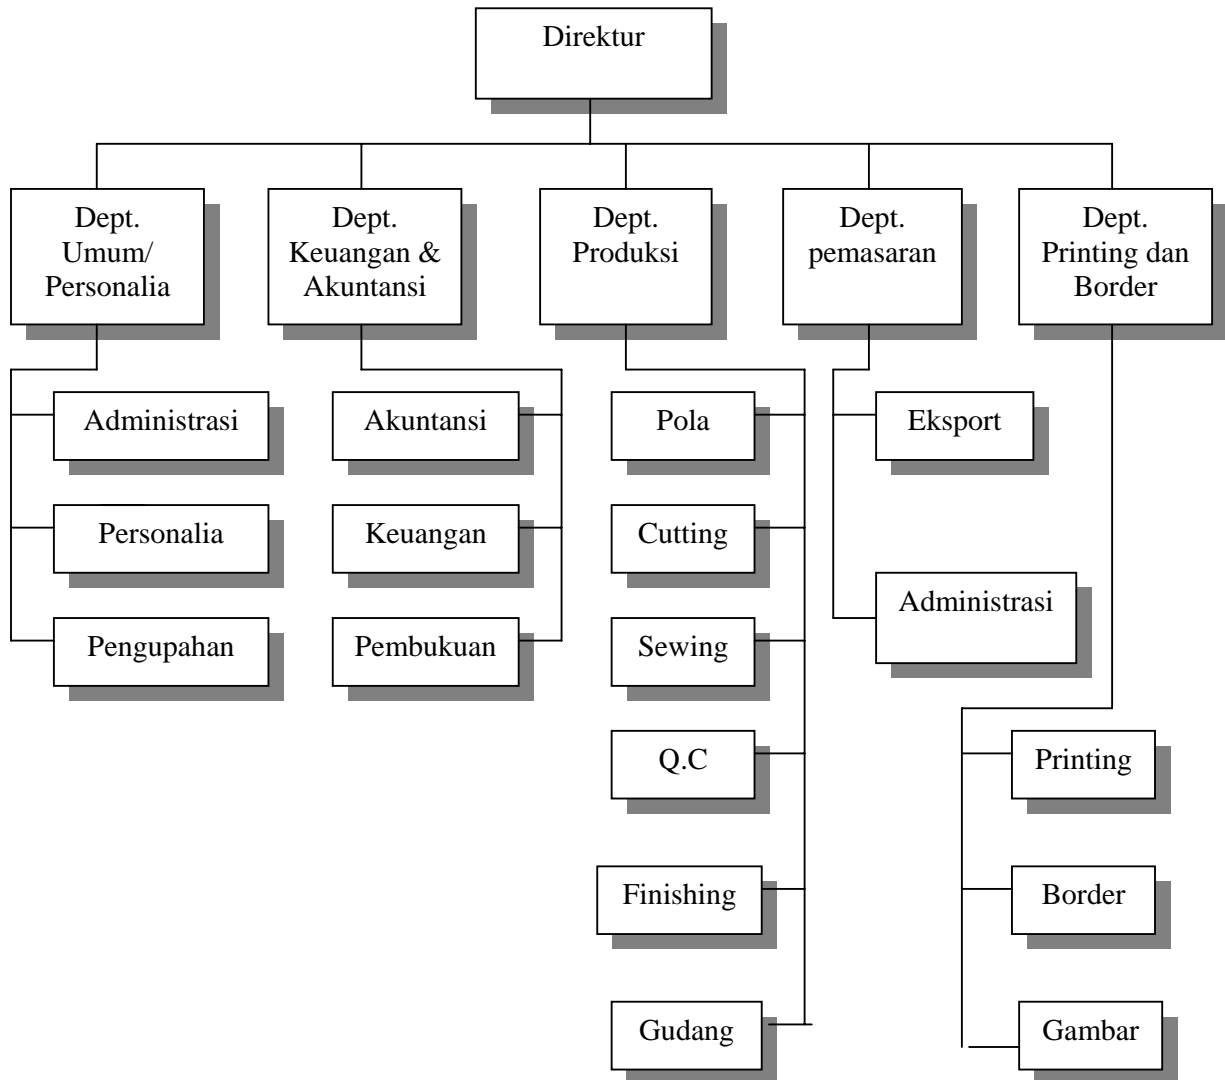 Direktur
Dept.
Umum/
Personalia
Dept.
Keuangan &
Akuntansi
Dept.
Produksi
Dept.
pemasaran
Dept.
Printing dan
Border
Administrasi
Personalia
Pengupahan
Akuntansi
Keuangan
Pembukuan
Pola
Cutting
Sewing
Q.C
Finishing
Gudang
Eksport
Administrasi
Printing
Border
Gambar